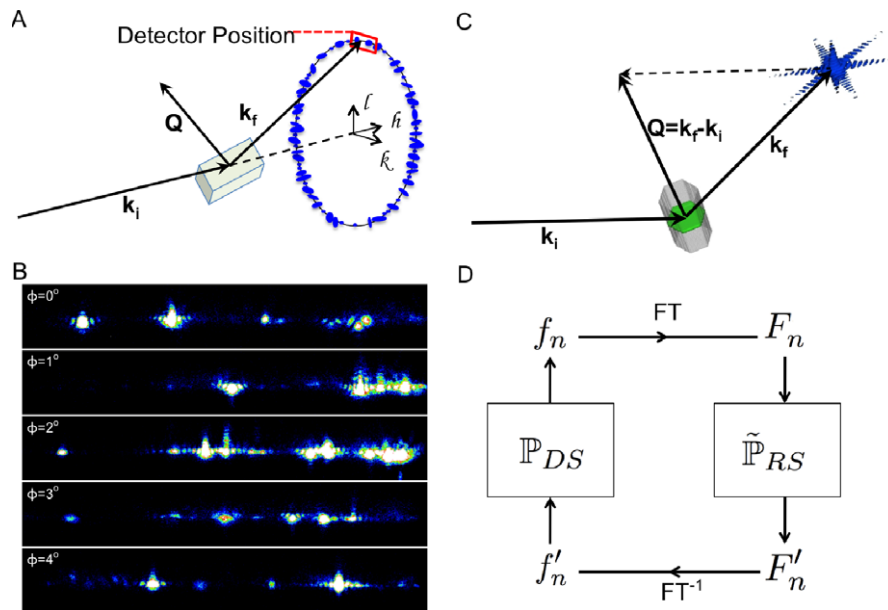 A
Detector Position
k_f
Q
k_i
l
h
k
B
ϕ=0°
ϕ=1°
ϕ=2°
ϕ=3°
ϕ=4°
C
Q=k_f-k_i
k_f
k_i
D
FT
f_n
F_n
ℙ_DS
ℙ̃_RS
f′_n
F′_n
FT⁻¹